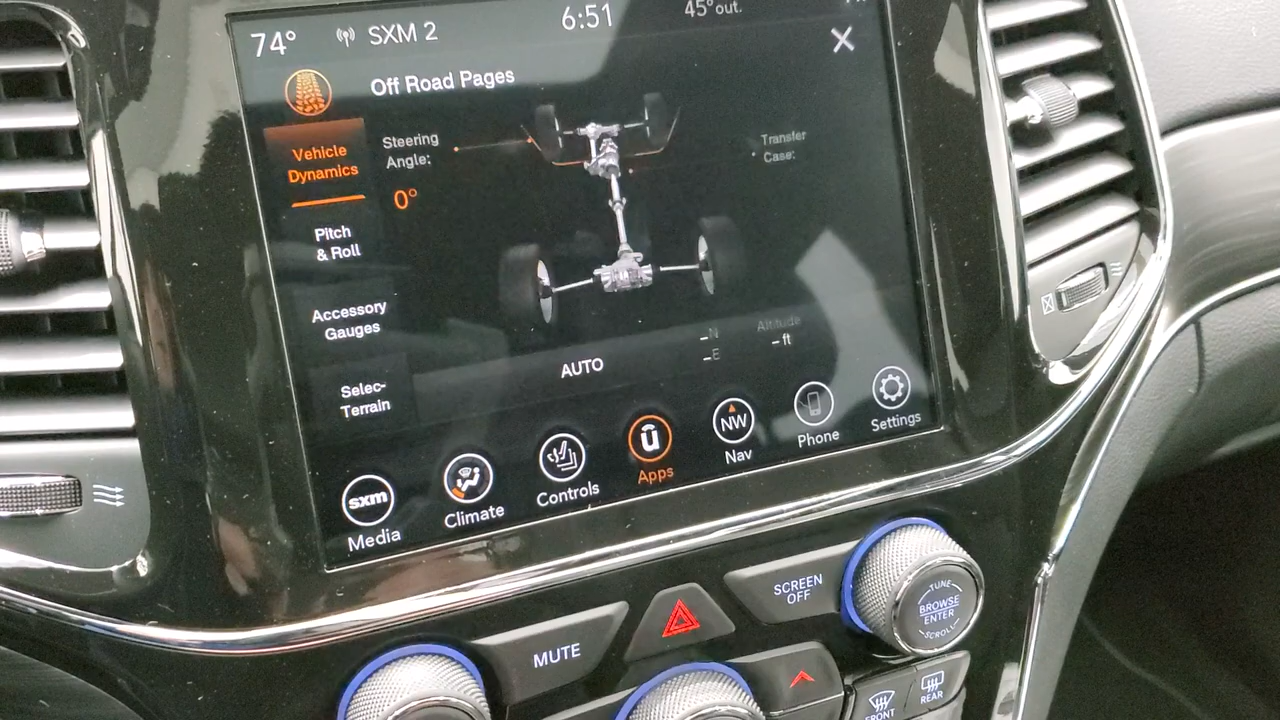 74° SXM 2 6:51 45° out.
Off Road Pages
Vehicle
Dynamics
Steering
Angle:
0°
Transfer
Case:
Pitch
& Roll
Accessory
Gauges
Selec-
Terrain
AUTO
–N
–E
Altitude
– ft
sxm
Media
Climate
Controls
Apps
NW
Nav
Phone
Settings
MUTE
SCREEN
OFF
TUNE
BROWSE
ENTER
SCROLL
FRONT
REAR